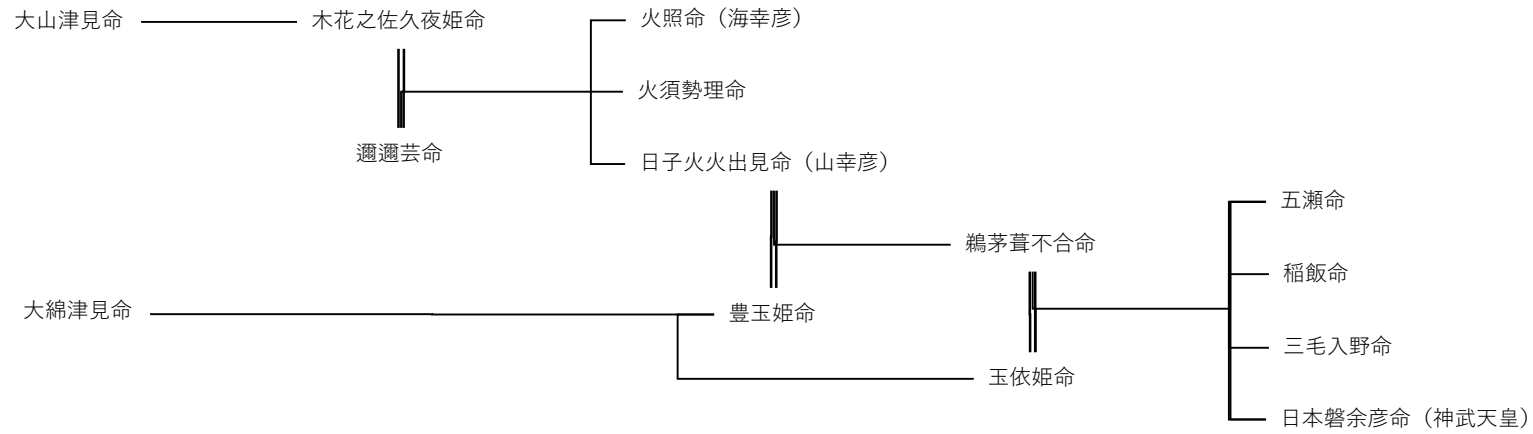 大山津見命
木花之佐久夜姫命
火照命（海幸彦）
火須勢理命
邇邇芸命
日子火火出見命（山幸彦）
五瀬命
鵜茅葺不合命
稲飯命
大綿津見命
豊玉姫命
三毛入野命
玉依姫命
日本磐余彦命（神武天皇）